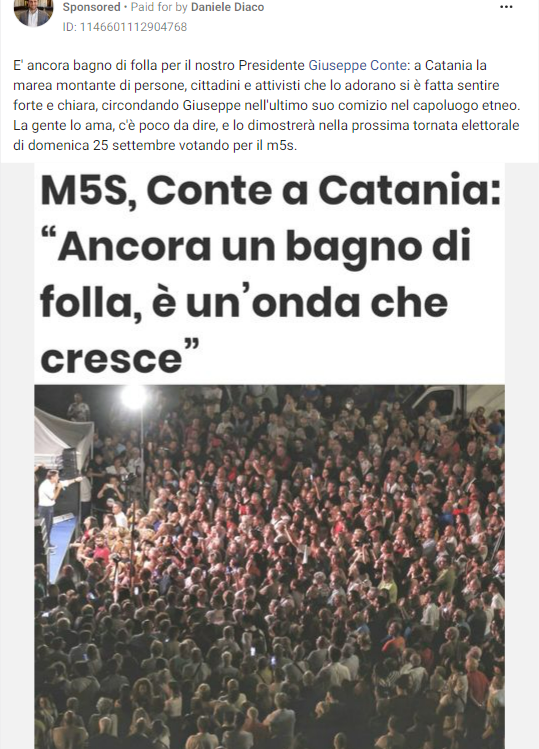 Sponsored • Paid for by Daniele Diaco
ID: 1146601112904768
E' ancora bagno di folla per il nostro Presidente Giuseppe Conte: a Catania la
marea montante di persone, cittadini e attivisti che lo adorano si è fatta sentire
forte e chiara, circondando Giuseppe nell'ultimo suo comizio nel capoluogo etneo.
La gente lo ama, c'è poco da dire, e lo dimostrerà nella prossima tornata elettorale
di domenica 25 settembre votando per il m5s.
M5S, Conte a Catania:
“Ancora un bagno di
folla, è un’onda che
cresce”